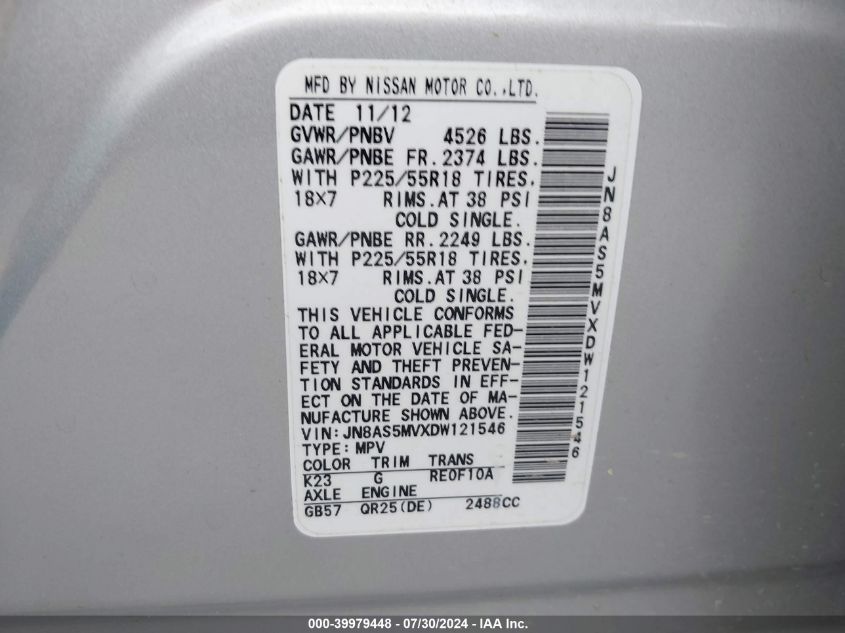 MFD BY NISSAN MOTOR CO.,LTD.
DATE 11/12
GVWR/PNBV 4526 LBS.
GAWR/PNBE FR. 2374 LBS.
WITH P225/55R18 TIRES.
18X7 RIMS. AT 38 PSI
COLD SINGLE.
GAWR/PNBE RR. 2249 LBS.
WITH P225/55R18 TIRES.
18X7 RIMS. AT 38 PSI
COLD SINGLE.
THIS VEHICLE CONFORMS
TO ALL APPLICABLE FED-
ERAL MOTOR VEHICLE SA-
FETY AND THEFT PREVEN-
TION STANDARDS IN EFF-
ECT ON THE DATE OF MA-
NUFACTURE SHOWN ABOVE.
VIN: JN8AS5MVXDW121546
TYPE: MPV
COLOR TRIM TRANS
K23 G RE0F10A
AXLE ENGINE
GB57 QR25(DE) 2488CC
JN8AS5MVXDW121546
000-39979448 - 07/30/2024 - IAA Inc.